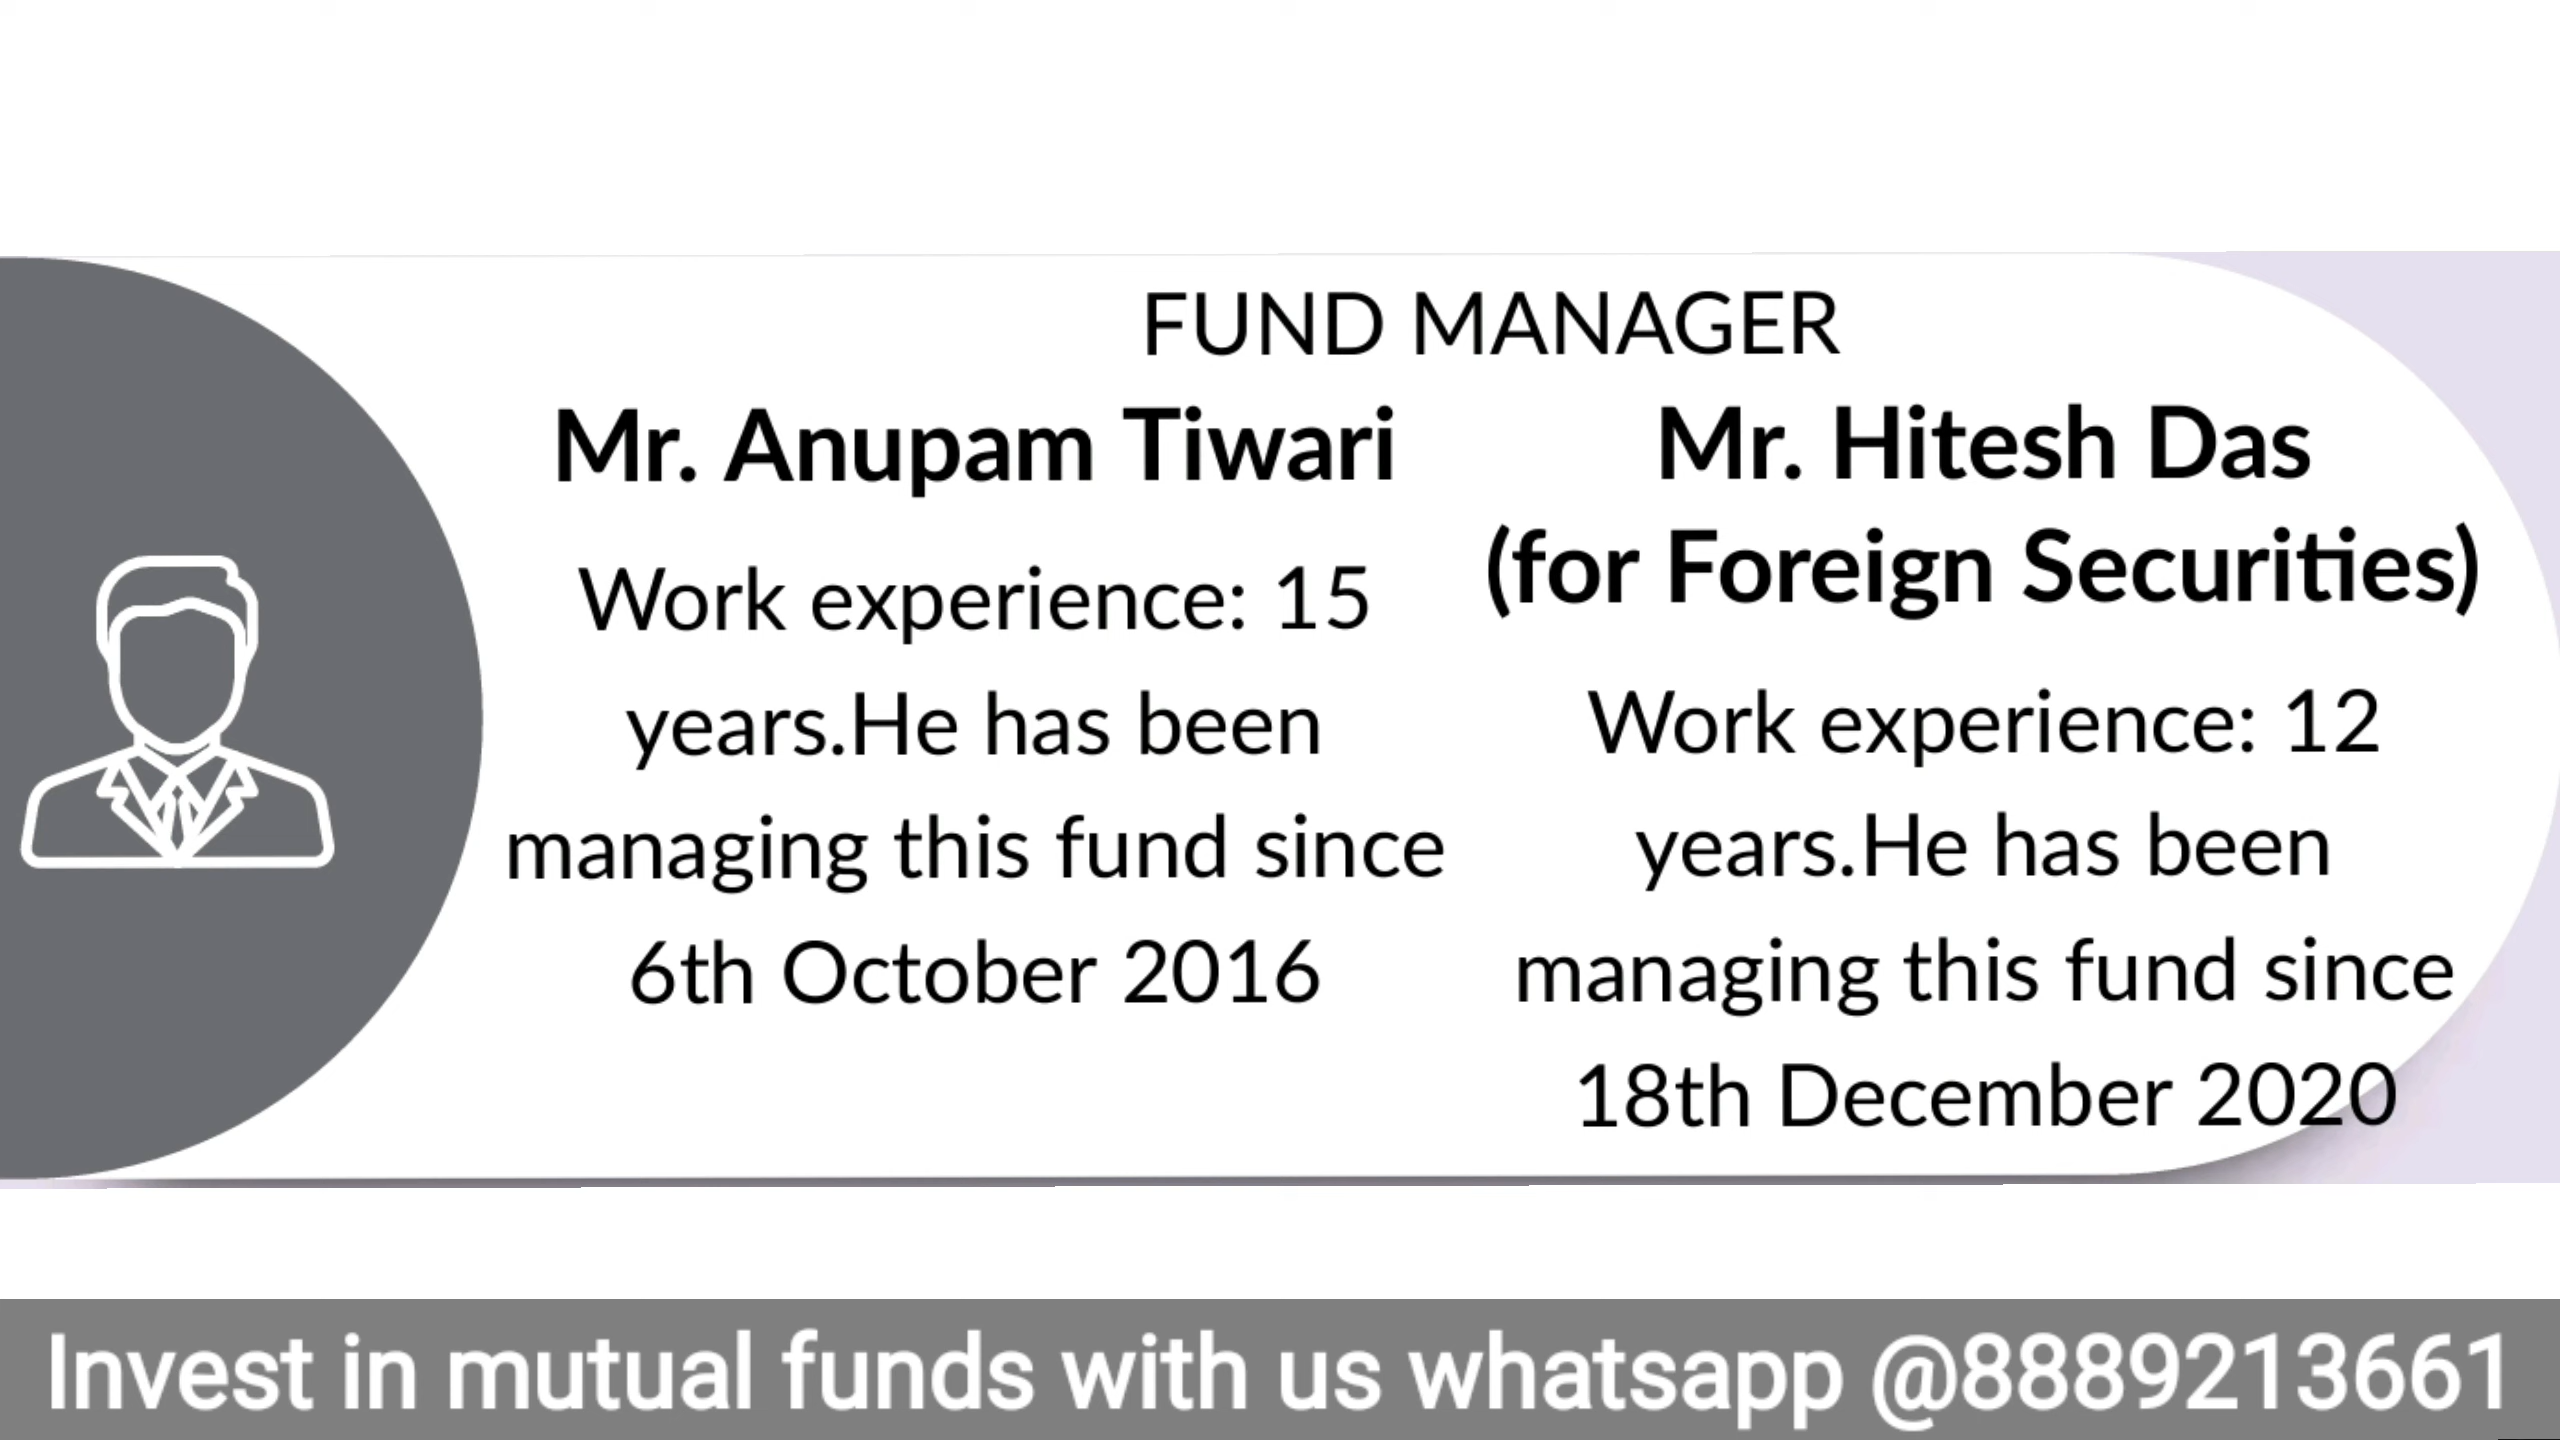 FUND MANAGER
Mr. Anupam Tiwari
Work experience: 15
years.He has been
managing this fund since
6th October 2016
Mr. Hitesh Das
(for Foreign Securities)
Work experience: 12
years.He has been
managing this fund since
18th December 2020
Invest in mutual funds with us whatsapp @8889213661